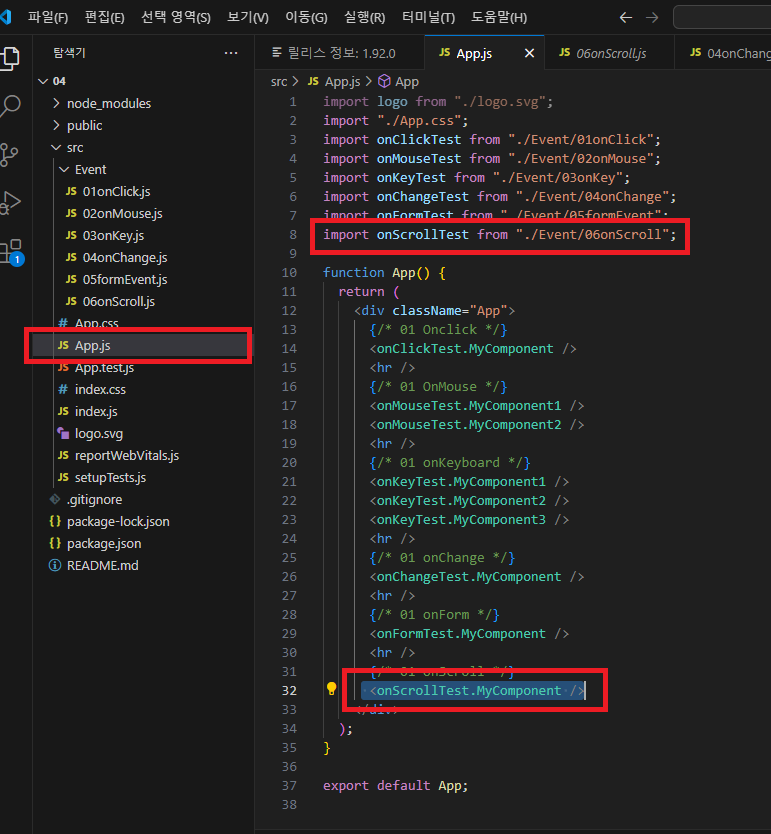 파일(F) 편집(E) 선택 영역(S) 보기(V) 이동(G) 실행(R) 터미널(T) 도움말(H)
탐색기 ...
릴리스 정보: 1.92.0 JS App.js JS 06onScroll.js JS 04onChang
04
node_modules
public
src
Event
JS 01onClick.js
JS 02onMouse.js
JS 03onKey.js
JS 04onChange.js
JS 05formEvent.js
JS 06onScroll.js
# App.css
JS App.js
JS App.test.js
# index.css
JS index.js
logo.svg
JS reportWebVitals.js
JS setupTests.js
.gitignore
{} package-lock.json
{} package.json
README.md
1
src > JS App.js > App
1 import logo from "./logo.svg";
2 import "./App.css";
3 import onClickTest from "./Event/01onClick";
4 import onMouseTest from "./Event/02onMouse";
5 import onKeyTest from "./Event/03onKey";
6 import onChangeTest from "./Event/04onChange";
7 import onFormTest from "./Event/05formEvent";
8 import onScrollTest from "./Event/06onScroll";
9
10 function App() {
11 return (
12 <div className="App">
13 {/* 01 Onclick */}
14 <onClickTest.MyComponent />
15 <hr />
16 {/* 01 OnMouse */}
17 <onMouseTest.MyComponent1 />
18 <onMouseTest.MyComponent2 />
19 <hr />
20 {/* 01 onKeyboard */}
21 <onKeyTest.MyComponent1 />
22 <onKeyTest.MyComponent2 />
23 <onKeyTest.MyComponent3 />
24 <hr />
25 {/* 01 onChange */}
26 <onChangeTest.MyComponent />
27 <hr />
28 {/* 01 onForm */}
29 <onFormTest.MyComponent />
30 <hr />
31 {/* 01 onScroll */}
32 <onScrollTest.MyComponent />
33 </div>
34 );
35 }
36
37 export default App;
38